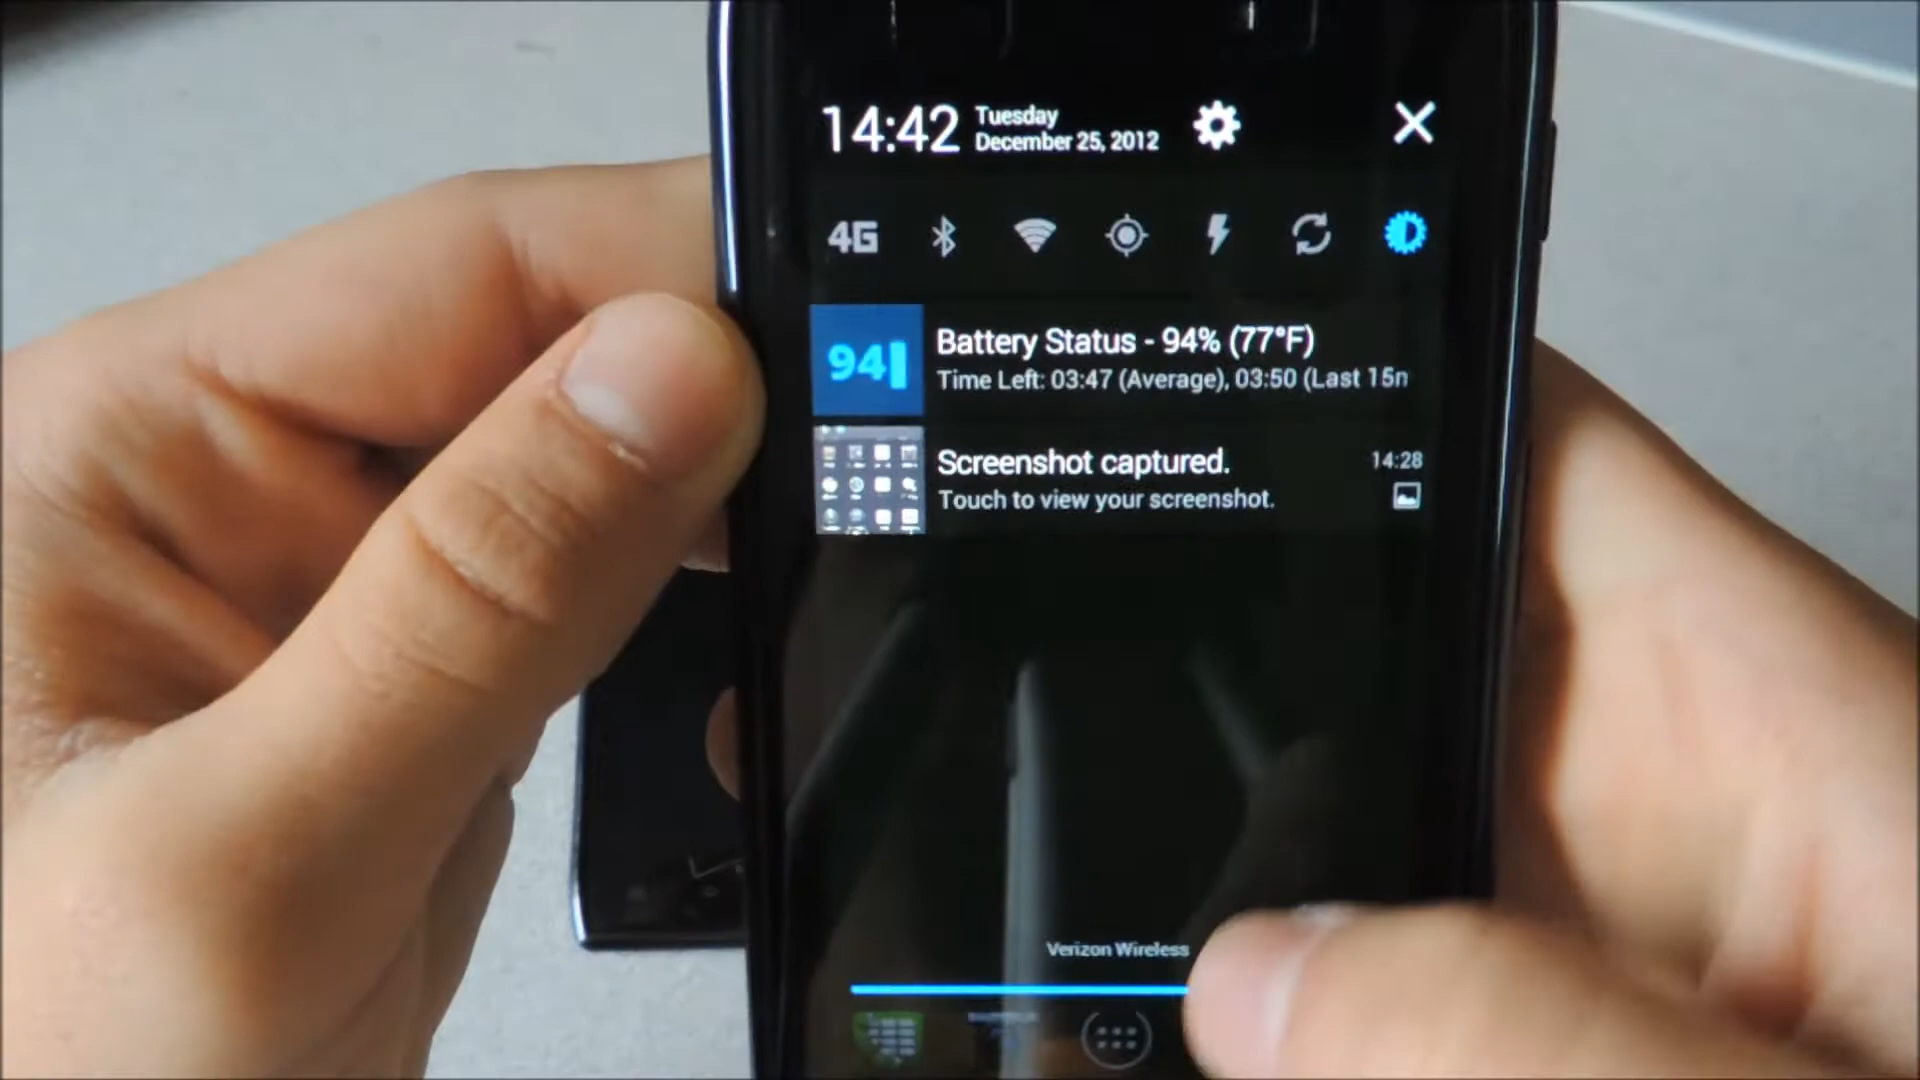 14:42
Tuesday
December 25, 2012
4G
94
Battery Status - 94% (77°F)
Time Left: 03:47 (Average), 03:50 (Last 15n
Screenshot captured.
14:28
Touch to view your screenshot.
Verizon Wireless